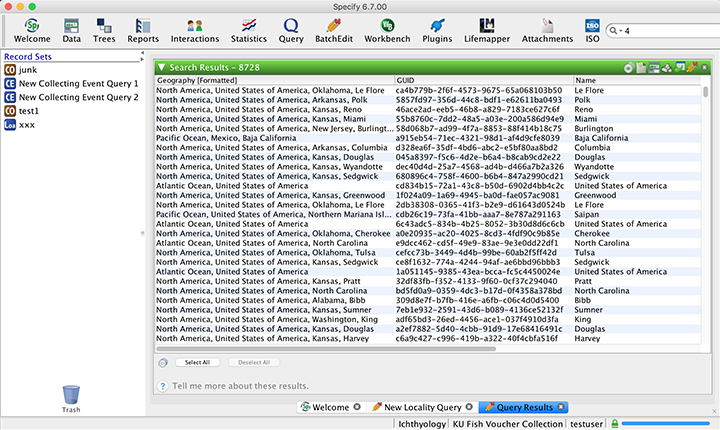 Specify 6.7.00
Welcome Data Trees Reports Interactions Statistics Query BatchEdit Workbench Plugins Lifemapper Attachments ISO 4
Record Sets
junk
New Collecting Event Query 1
New Collecting Event Query 2
test1
xxx
Search Results - 8728
Geography [Formatted] GUID Name
North America, United States of America, Oklahoma, Le Flore ca4b779b-2f6f-4573-9675-65a068103b50 Le Flore
North America, United States of America, Arkansas, Polk 5857fd97-356d-44c8-bdf1-e62611ba0493 Polk
North America, United States of America, Kansas, Reno 46ace2ad-eeb5-46b8-a829-7183ce627c6f Reno
North America, United States of America, Kansas, Miami 55b8760c-7dd2-48a5-a03e-200a586d94e9 Miami
North America, United States of America, New Jersey, Burlingt... 58d068b7-ad99-4f7a-8853-88f414b18c75 Burlington
Pacific Ocean, Mexico, Baja California a915eb54-71ec-4321-98d1-af4d9cfe8039 Baja California
North America, United States of America, Arkansas, Columbia d328ea6f-35df-4bd6-abc2-e5bf80aa8bd2 Columbia
North America, United States of America, Kansas, Douglas 045a8397-f5c6-4d2e-b6a4-b8cab9cd2e22 Douglas
North America, United States of America, Kansas, Wyandotte dec40d4d-25a7-4568-ad4b-d466a7b2a326 Wyandotte
North America, United States of America, Kansas, Sedgwick 680896c4-758f-4600-b6b4-847a2990cd21 Sedgwick
Atlantic Ocean, United States of America cd834b15-72a1-43c8-b50d-6902d4bb4c2c United States of America
North America, United States of America, Kansas, Greenwood 1f024a09-1a69-4945-ba0d-fae057ac9081 Greenwood
North America, United States of America, Oklahoma, Le Flore 2db38308-0365-41f3-b2e9-d61643d0524b Le Flore
Pacific Ocean, United States of America, Northern Mariana Isl... cdb26c19-73fa-41bb-aaa7-8e787a291163 Saipan
Atlantic Ocean, United States of America 6c43adc5-834b-4b25-8052-3b30d8d6c6cb United States of America
North America, United States of America, Oklahoma, Cherokee a0e20935-ac20-4025-8cd3-4fdf90c9b85e Cherokee
Atlantic Ocean, United States of America, North Carolina e9dcc462-cd5f-49e9-83ae-9e3e0dd22df1 North Carolina
North America, United States of America, Oklahoma, Tulsa cefcc73b-3449-4d4b-99be-60ab2f5ff42d Tulsa
North America, United States of America, Kansas, Sedgwick ce8f1632-774a-4244-94af-ae6bbd96bbb3 Sedgwick
Atlantic Ocean, United States of America 1a051145-9385-43ea-bcca-fc5c4450024e United States of America
North America, United States of America, Kansas, Pratt 32df83fb-f352-4133-9f60-0cf37c294040 Pratt
North America, United States of America, North Carolina bd5fd0a9-0359-4dc3-b17d-0f4358a378bd North Carolina
North America, United States of America, Alabama, Bibb 309d8e7f-b7fb-416e-a6fb-c06c4d0d5400 Bibb
North America, United States of America, Kansas, Sumner 7eb1e932-2591-43d6-b089-4136ce52132f Sumner
North America, United States of America, Washington, King adf65bd3-26ed-4456-ace1-037f4910d3fa King
North America, United States of America, Kansas, Douglas a2ef7882-5d40-4cbb-91d9-17e68416491c Douglas
North America, United States of America, Kansas, Harvey c6a9c427-c996-419b-a322-40f4cbfa516f Harvey
Select All Deselect All
? Tell me more about these results.
Trash
Welcome New Locality Query Query Results
Ichthyology KU Fish Voucher Collection testuser